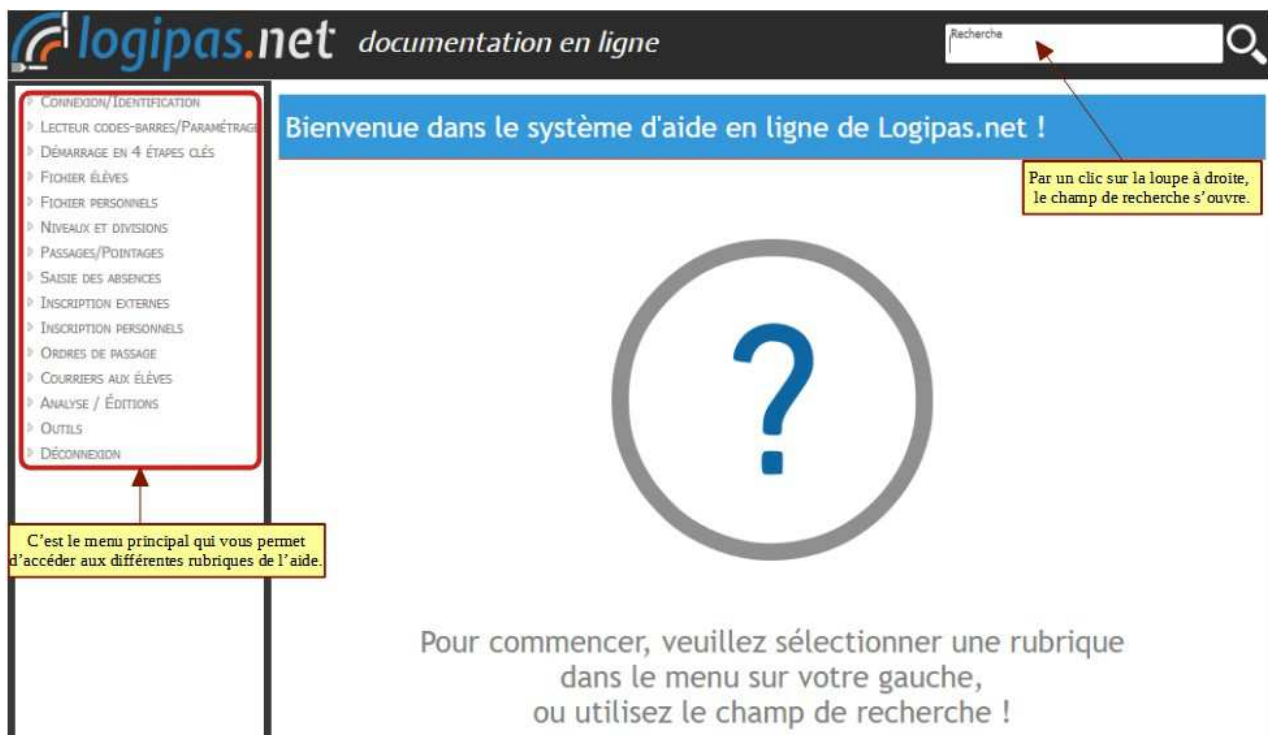 logipas.net documentation en ligne
Recherche
Connexion/Identification
Lecteur codes-barres/Paramétrage
Démarrage en 4 étapes clés
Fichier élèves
Fichier personnels
Niveaux et divisions
Passages/Pointages
Saisie des absences
Inscription externes
Inscription personnels
Ordres de passage
Courriers aux élèves
Analyse / Éditions
Outils
Déconnexion
C’est le menu principal qui vous permet
d’accéder aux différentes rubriques de l’aide.
Bienvenue dans le système d'aide en ligne de Logipas.net !
Par un clic sur la loupe à droite,
le champ de recherche s’ouvre.
?
Pour commencer, veuillez sélectionner une rubrique
dans le menu sur votre gauche,
ou utilisez le champ de recherche !